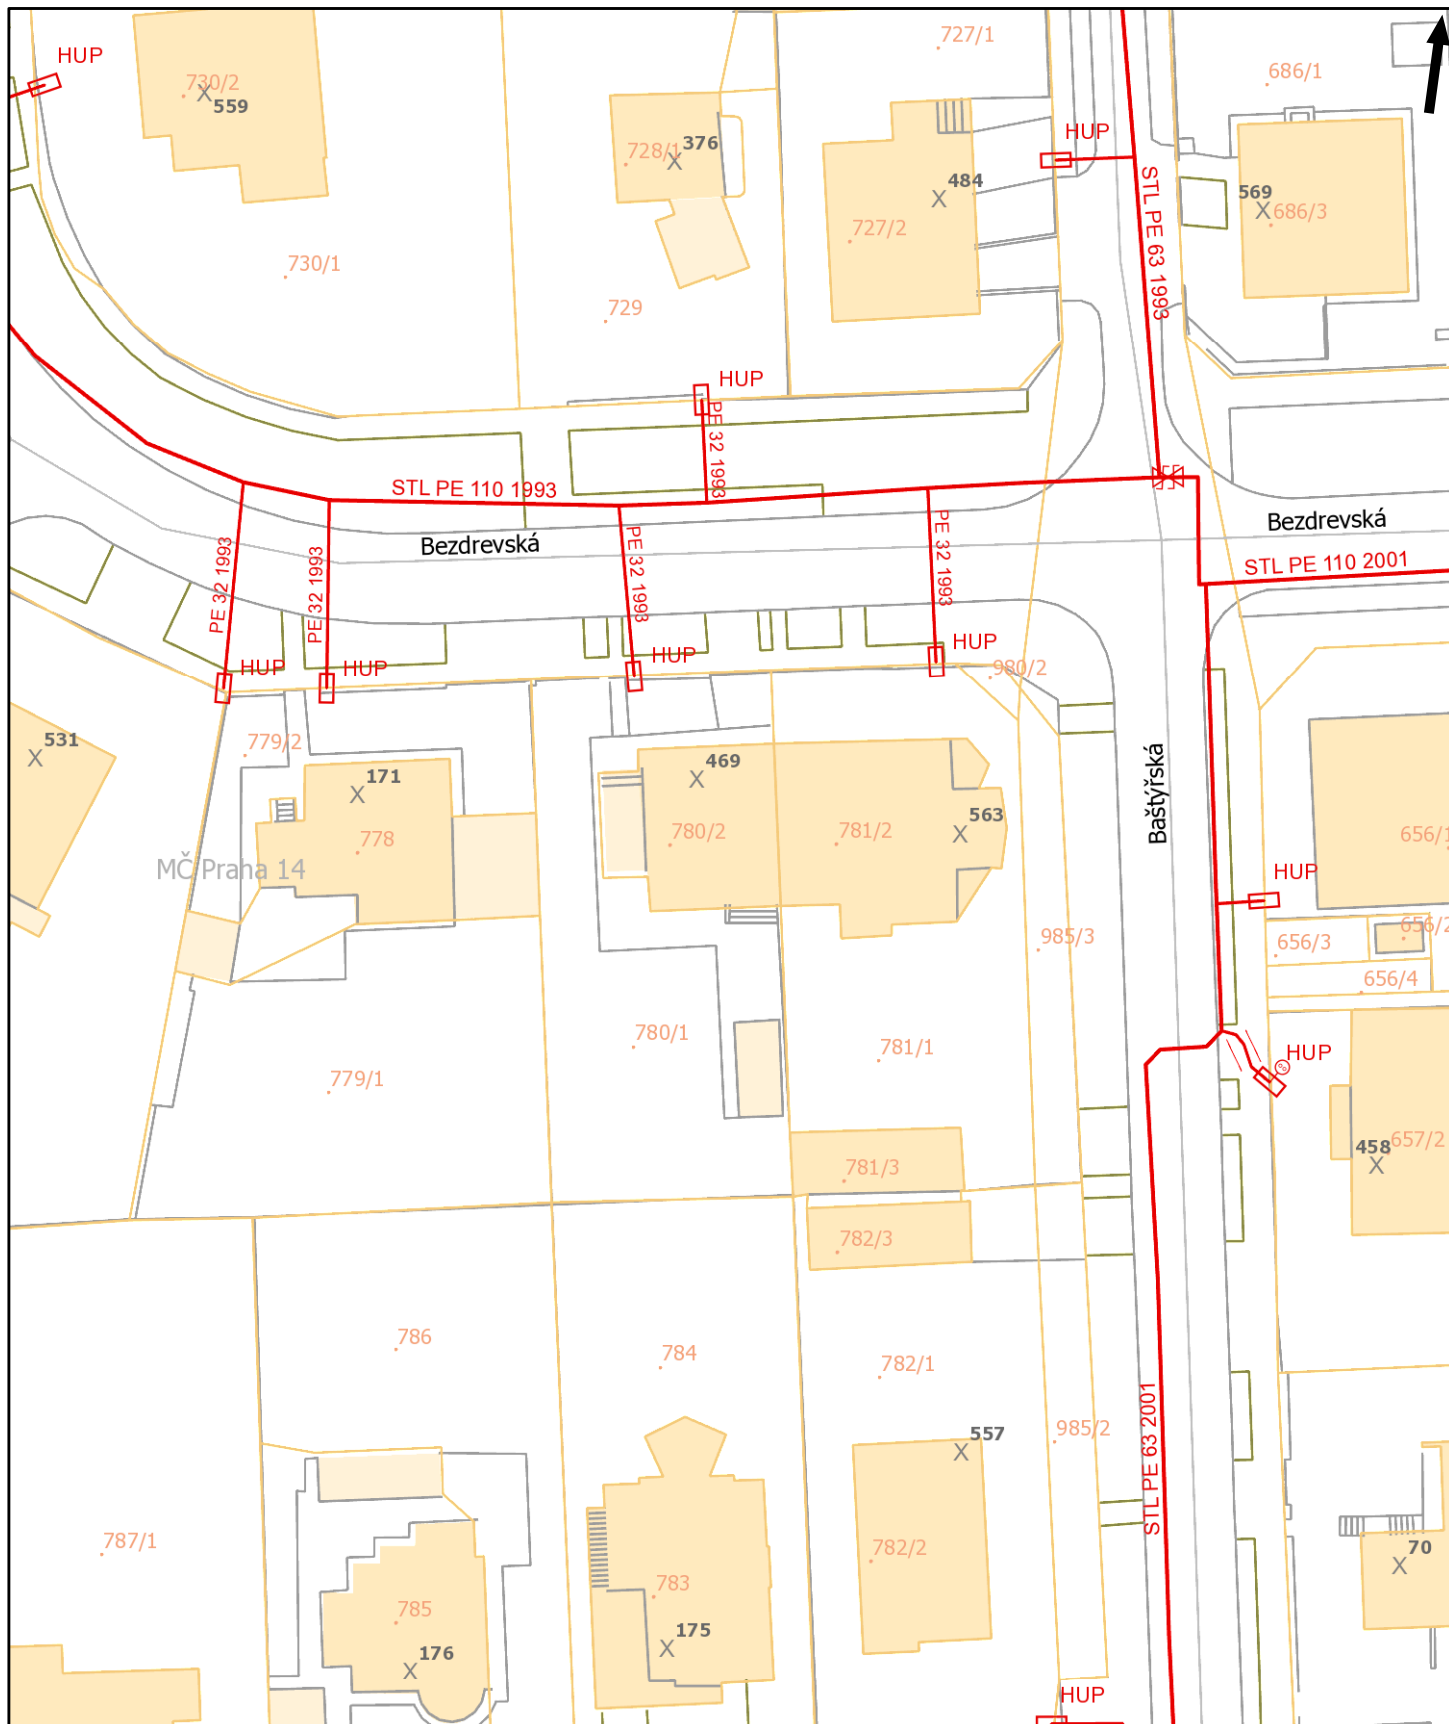 727/1
HUP
686/1
730/2
559
HUP
376
728/1
484
STL PE 63 1993
569
686/3
727/2
730/1
729
HUP
PE 32 1993
STL PE 110 1993
Bezdrevská
Bezdrevská
STL PE 110 2001
PE 32 1993
PE 32 1993
PE 32 1993
PE 32 1993
HUP
HUP
HUP
HUP
980/2
779/2
531
171
469
563
Baštýřská
778
780/2
781/2
656/1
MČ Praha 14
HUP
656/2
985/3
656/3
656/4
780/1
781/1
HUP
779/1
458
657/2
781/3
782/3
786
784
782/1
STL PE 63 2001
557
985/2
787/1
782/2
70
783
785
175
176
HUP